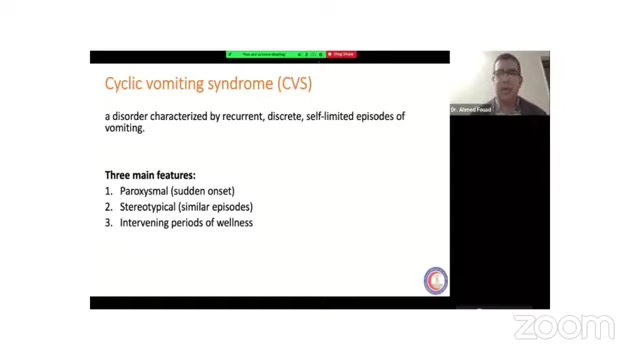 Cyclic vomiting syndrome (CVS)
a disorder characterized by recurrent, discrete, self-limited episodes of
vomiting.
Three main features:
1. Paroxysmal (sudden onset)
2. Stereotypical (similar episodes)
3. Intervening periods of wellness
Dr. Ahmed Fouad
zoom